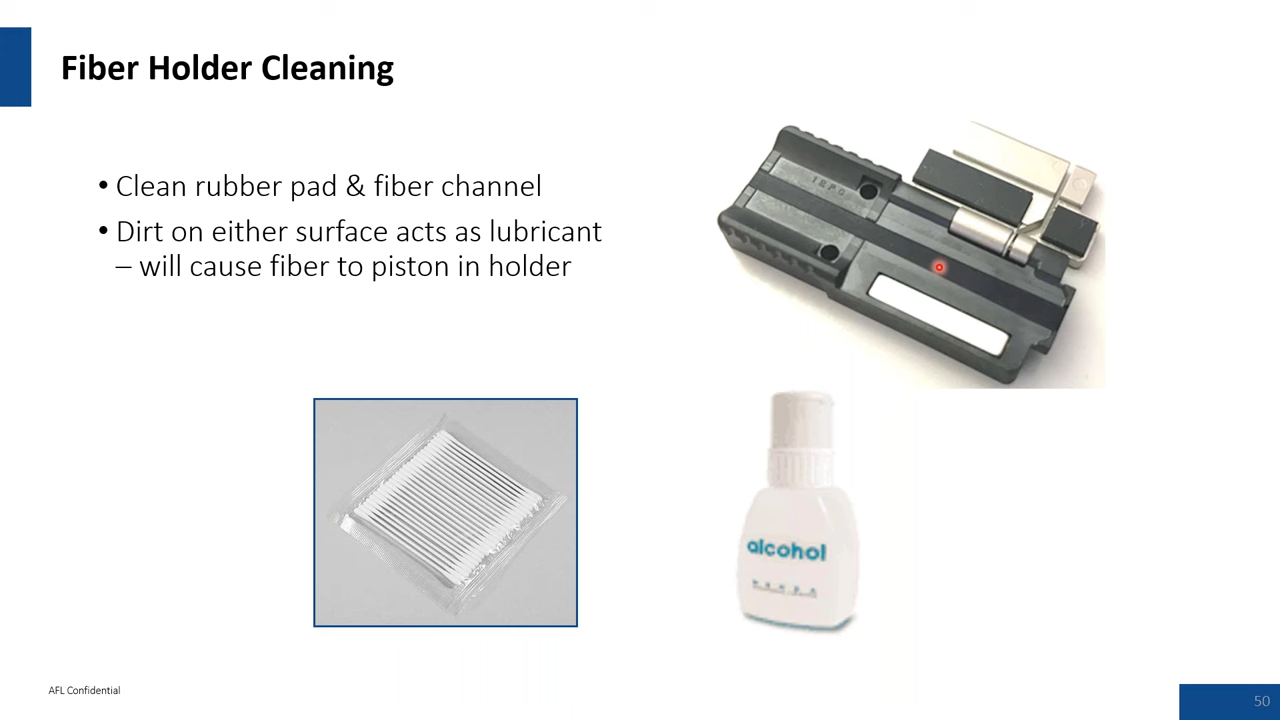 Fiber Holder Cleaning
• Clean rubber pad & fiber channel
• Dirt on either surface acts as lubricant
– will cause fiber to piston in holder
alcohol
AFL Confidential
50